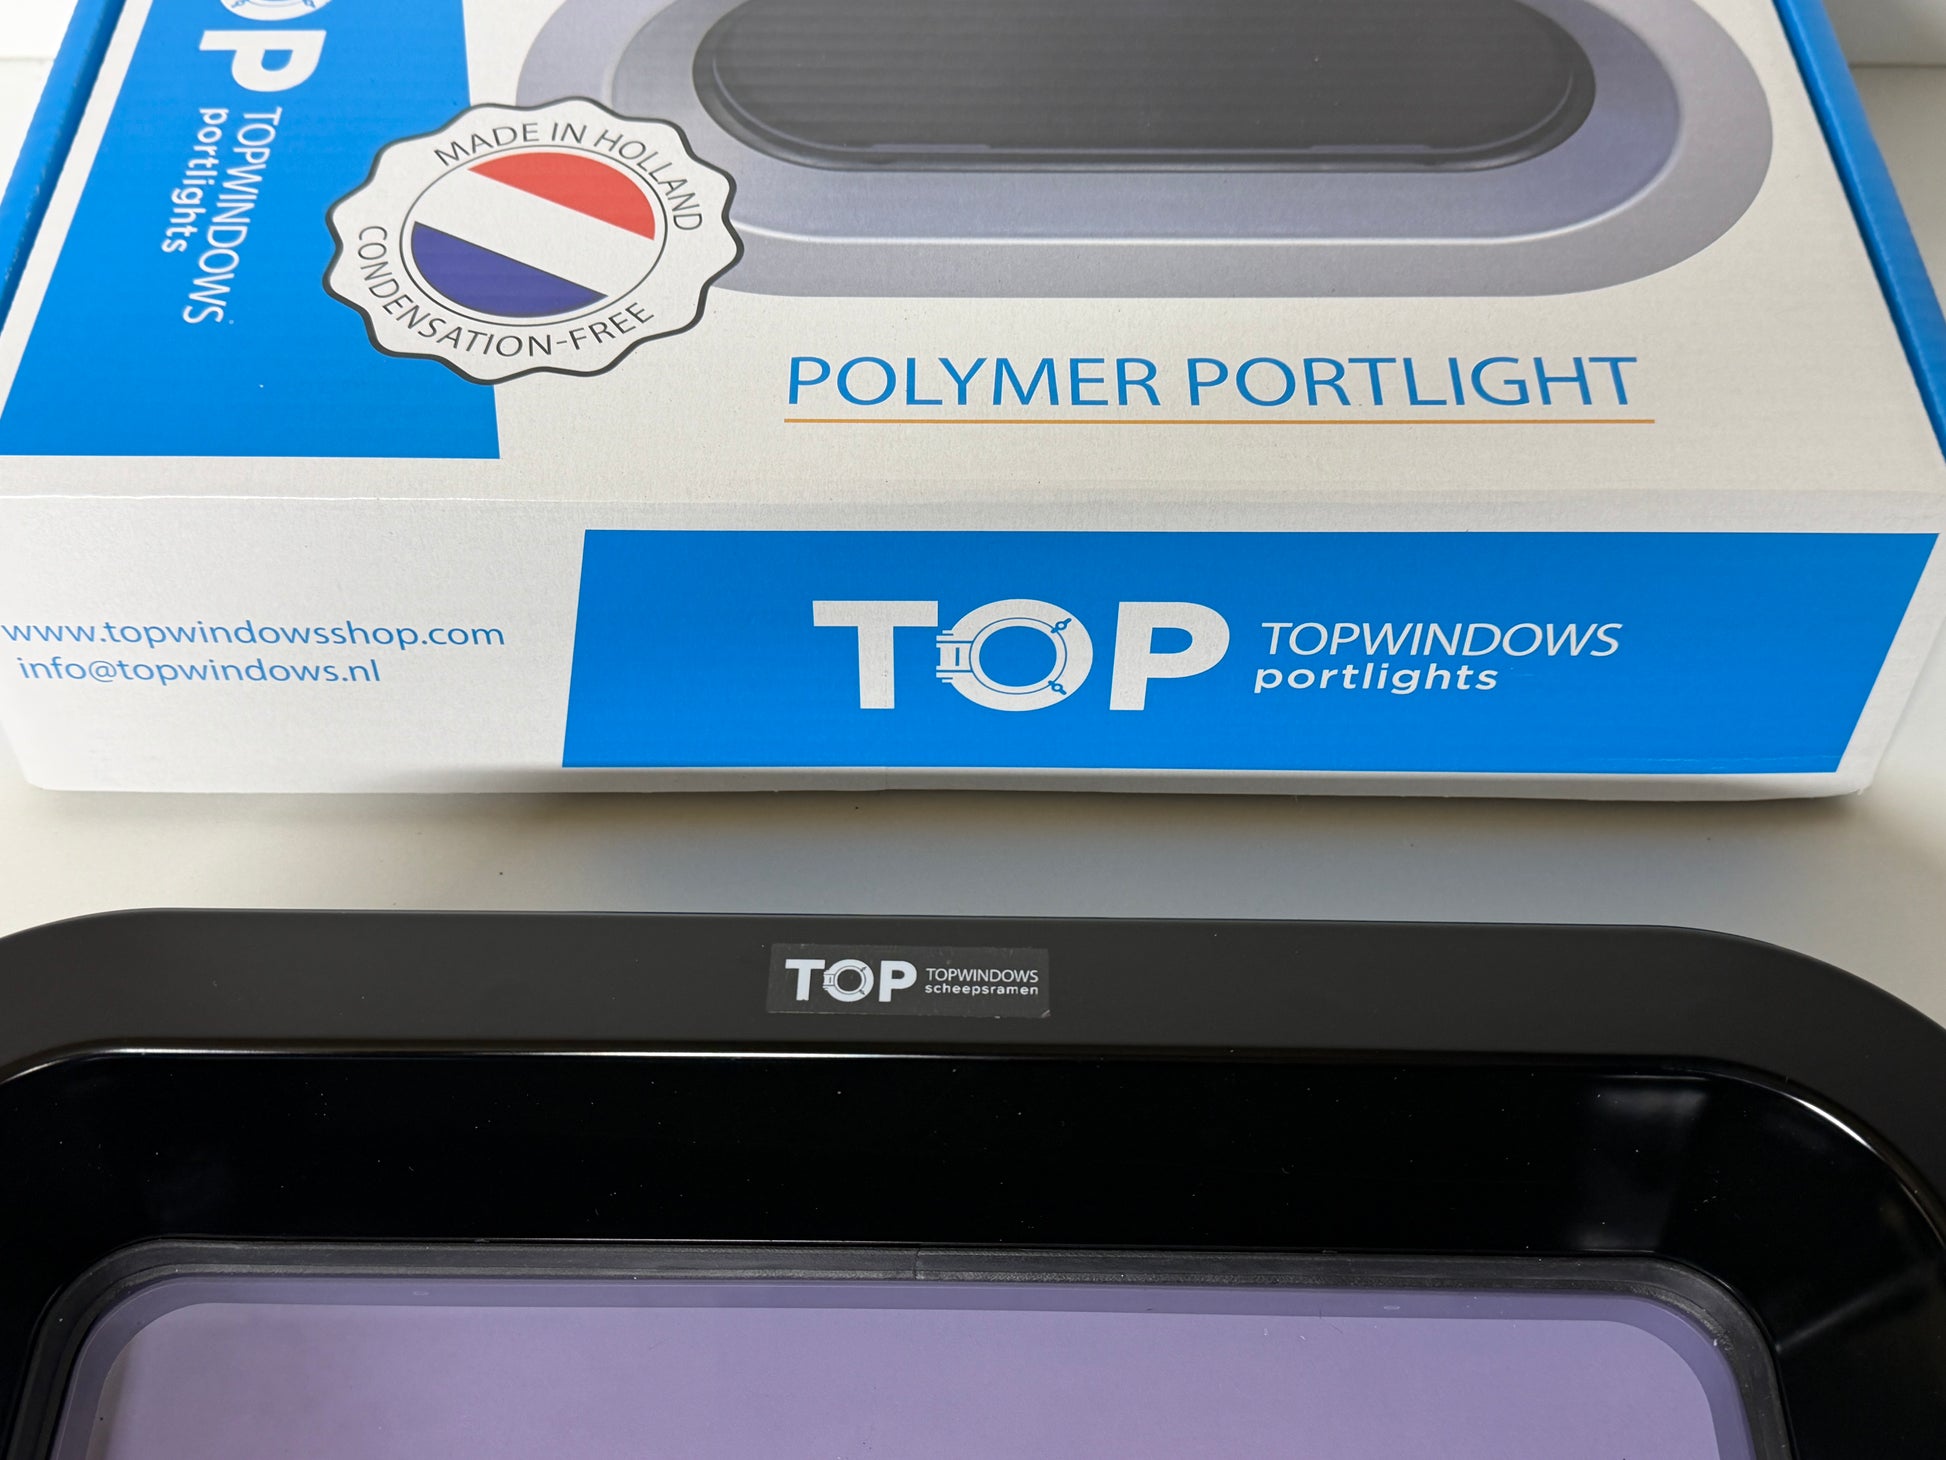 TOP
TOPWINDOWS
portlights
MADE IN HOLLAND
CONDENSATION-FREE
POLYMER PORTLIGHT
www.topwindowsshop.com
info@topwindows.nl
TOP
TOPWINDOWS
portlights
TOP
TOPWINDOWS
scheepsramen